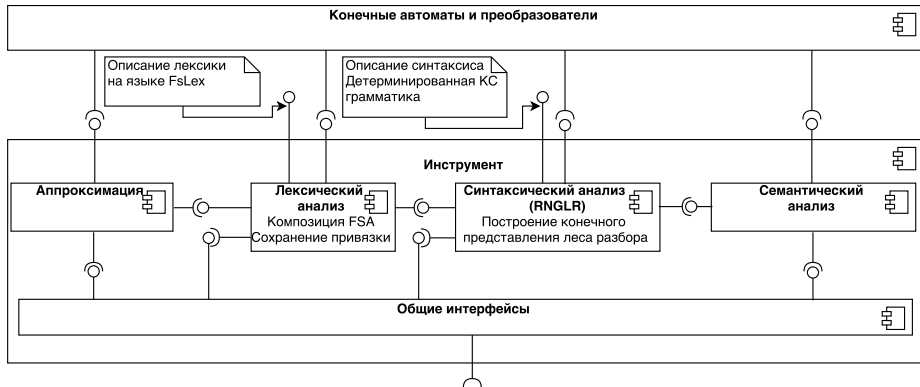 Конечные автоматы и преобразователи
Описание лексики
на языке FsLex
Описание синтаксиса
Детерминированная КС
грамматика
Инструмент
Аппроксимация
Лексический
анализ
Композиция FSA
Сохранение привязки
Синтаксический анализ
(RNGLR)
Построение конечного
представления леса разбора
Семантический
анализ
Общие интерфейсы